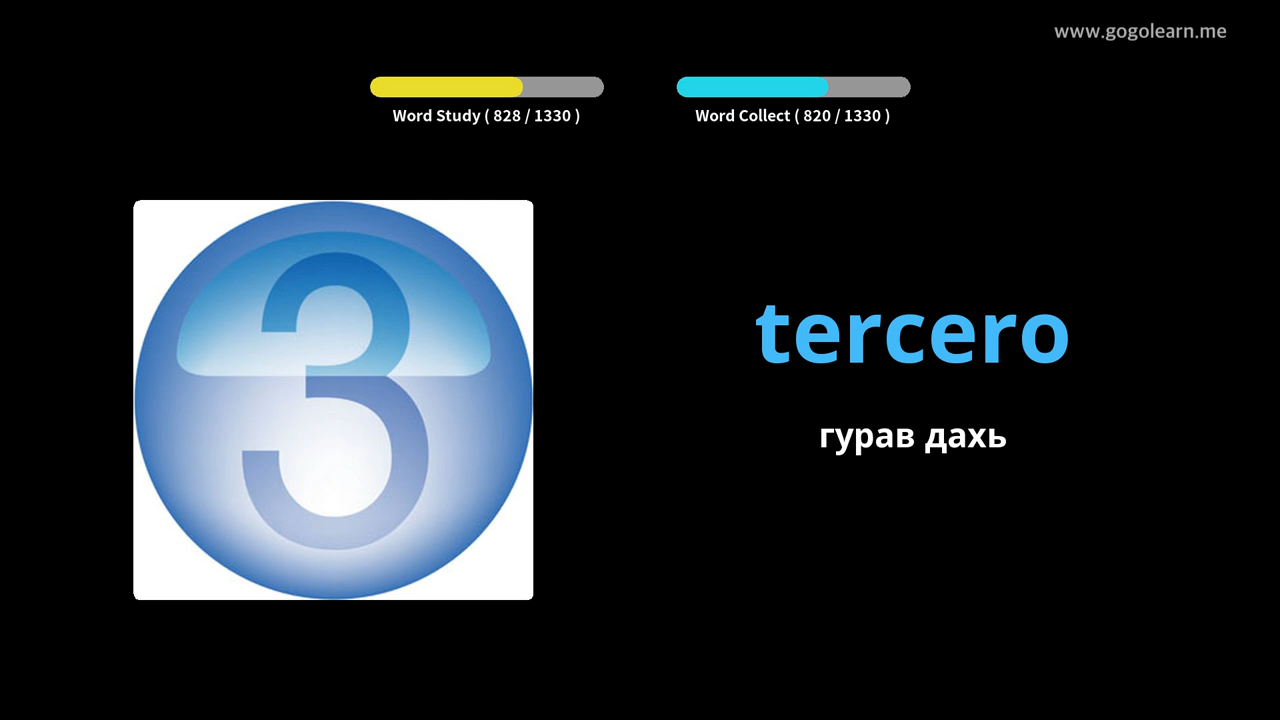 www.gogolearn.me
Word Study ( 828 / 1330 )
Word Collect ( 820 / 1330 )
3
tercero
гурав дахь